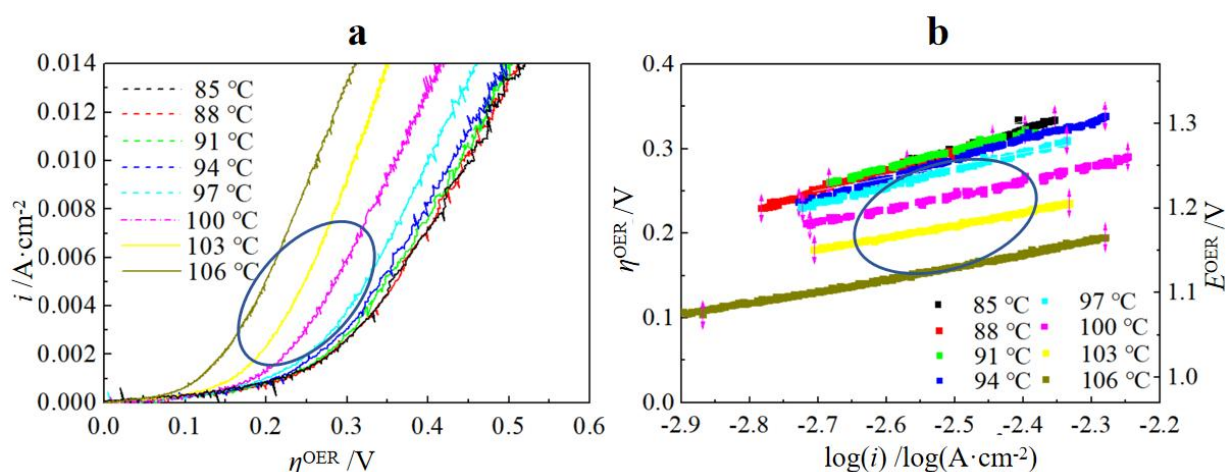 a
i /A·cm-2
0.014
0.012
0.010
0.008
0.006
0.004
0.002
0.000
85 °C
88 °C
91 °C
94 °C
97 °C
100 °C
103 °C
106 °C
0.0 0.1 0.2 0.3 0.4 0.5 0.6
ηOER /V
b
ηOER /V
0.4
0.3
0.2
0.1
0.0
85 °C
88 °C
91 °C
94 °C
97 °C
100 °C
103 °C
106 °C
1.3
1.2
1.1
1.0
EOER /V
-2.9 -2.8 -2.7 -2.6 -2.5 -2.4 -2.3 -2.2
log(i) /log(A·cm-2)